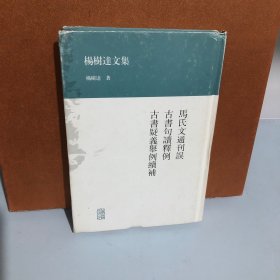 楊樹達文集
楊樹達 著
馬氏文通刊誤
古書句讀釋例
古書疑義舉例續補